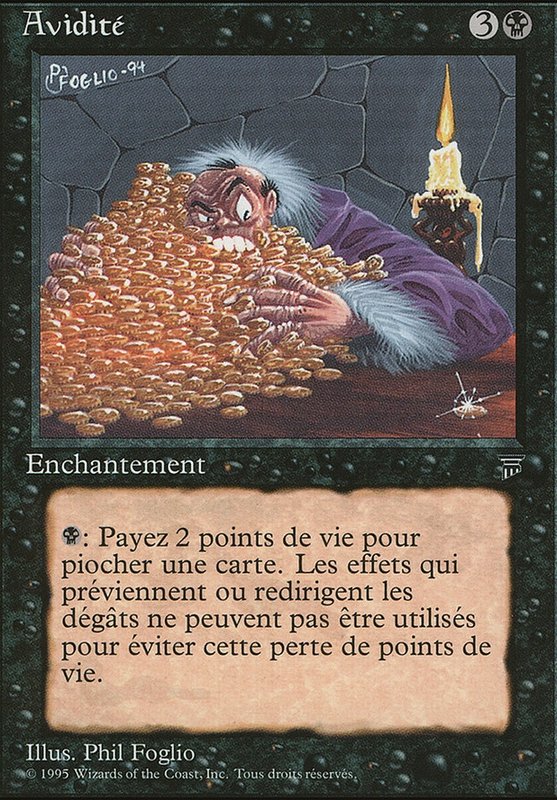 Avidité
3
PF
FOGLIO-94
Enchantement
: Payez 2 points de vie pour
piocher une carte. Les effets qui
préviennent ou redirigent les
dégâts ne peuvent pas être utilisés
pour éviter cette perte de points de
vie.
Illus. Phil Foglio
© 1995 Wizards of the Coast, Inc. Tous droits réservés.